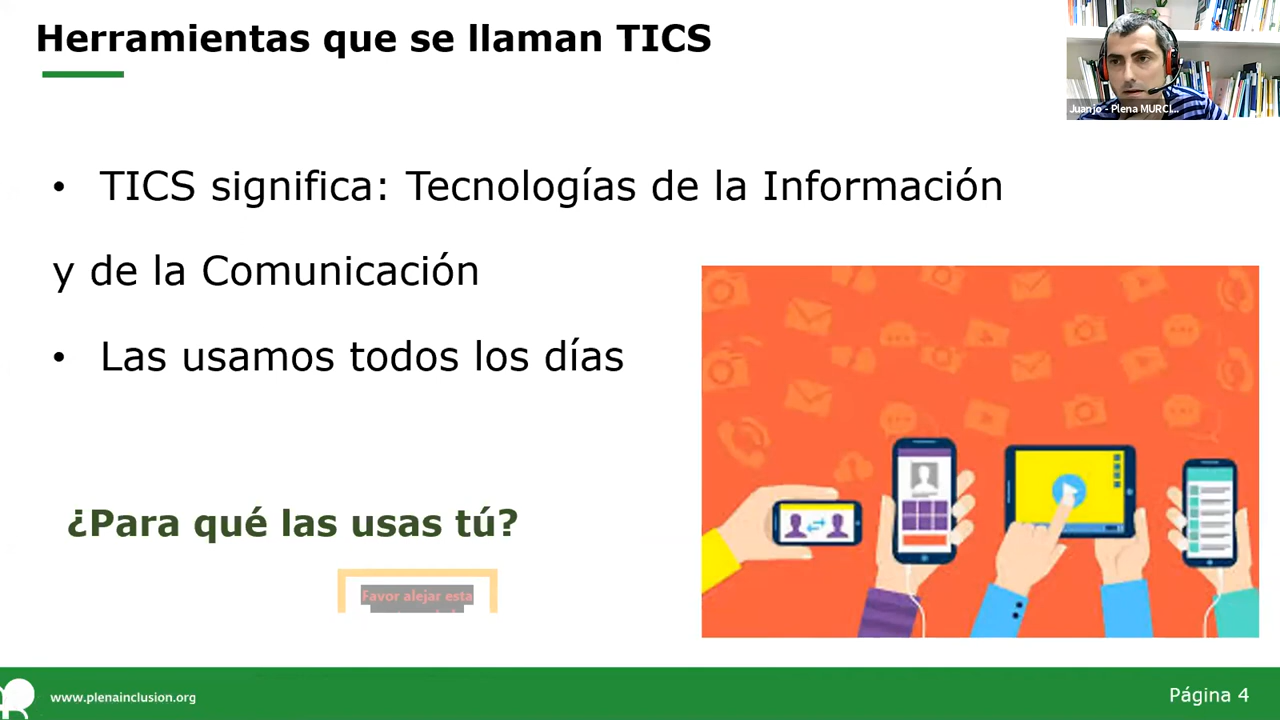 Herramientas que se llaman TICS
Juanjo - Plena MURCI...
• TICS significa: Tecnologías de la Información
y de la Comunicación
• Las usamos todos los días
¿Para qué las usas tú?
Favor alejar esta
www.plenainclusion.org
Página 4